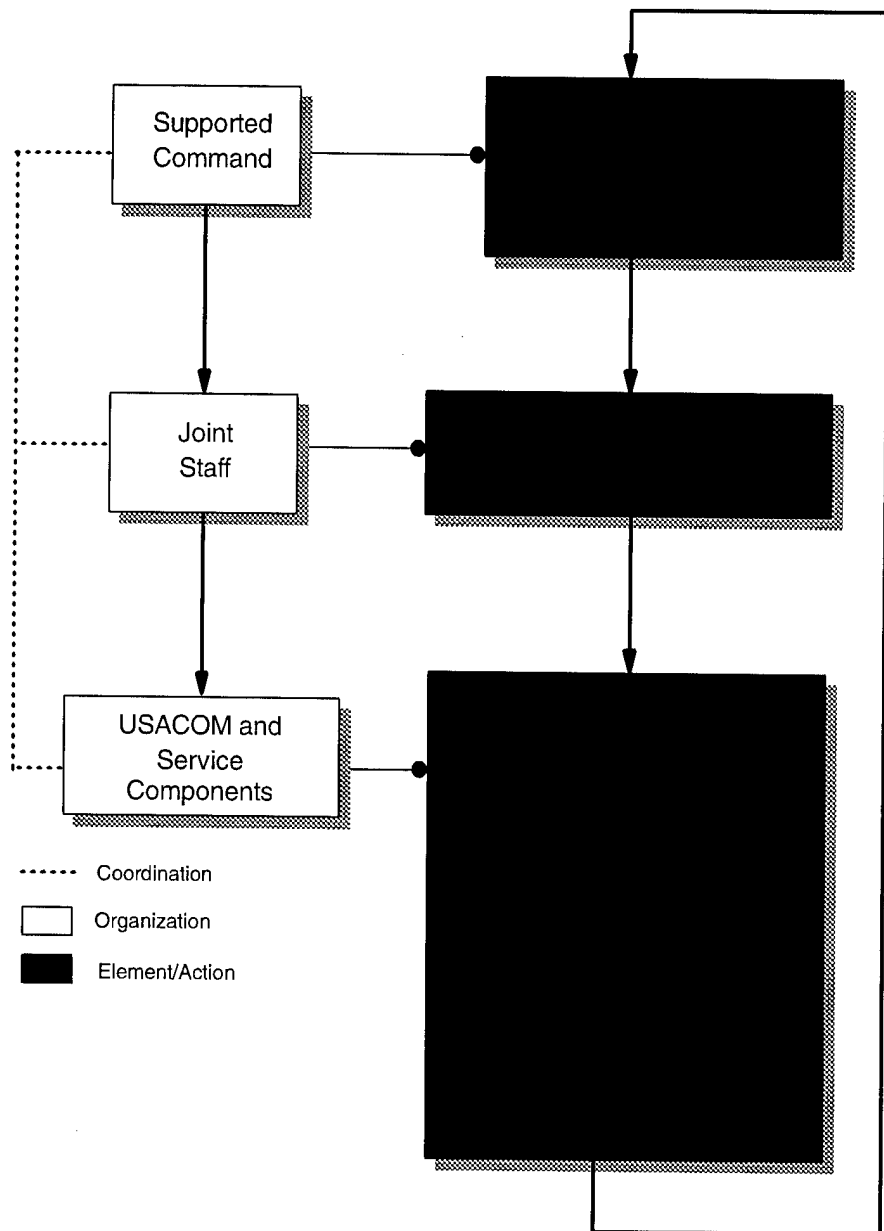 Supported
Command
Joint
Staff
USACOM and
Service
Components
Coordination
Organization
Element/Action